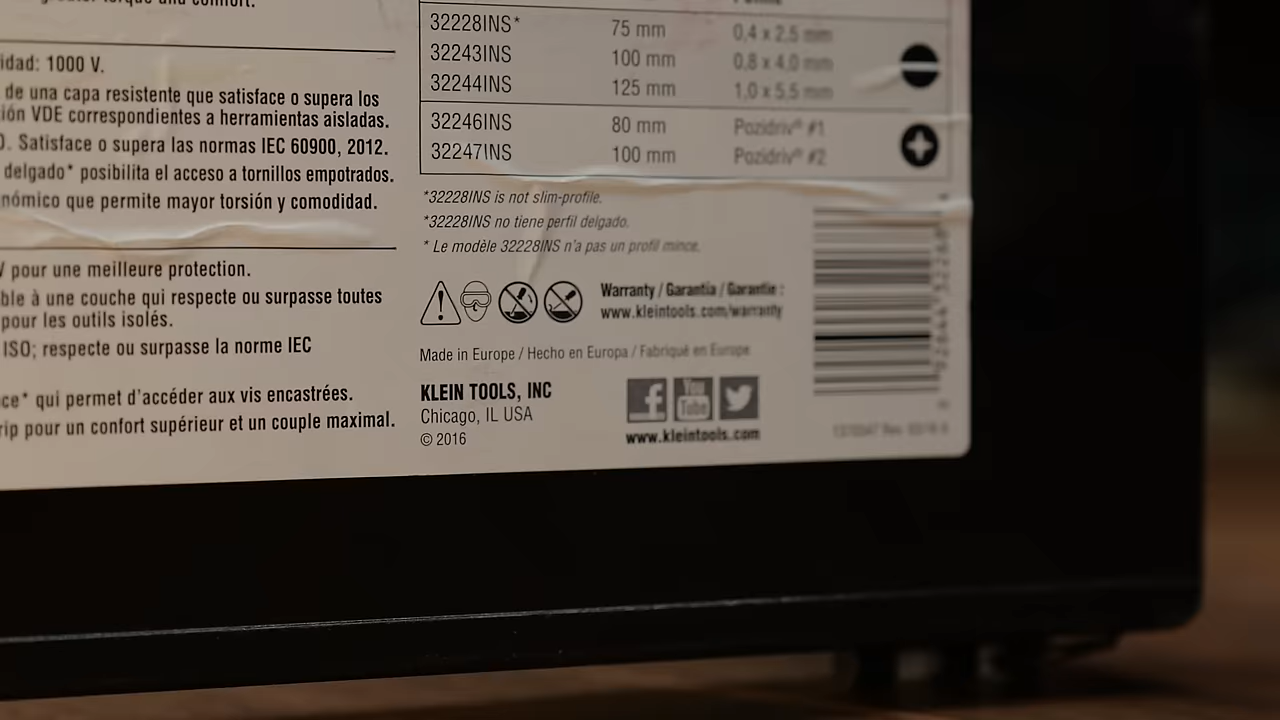 idad: 1000 V.
de una capa resistente que satisface o supera los
ión VDE correspondientes a herramientas aisladas.
). Satisface o supera las normas IEC 60900, 2012.
delgado* posibilita el acceso a tornillos empotrados.
nómico que permite mayor torsión y comodidad.
V pour une meilleure protection.
ble à une couche qui respecte ou surpasse toutes
pour les outils isolés.
ISO; respecte ou surpasse la norme IEC
ce* qui permet d'accéder aux vis encastrées.
rip pour un confort supérieur et un couple maximal.
32228INS* 75 mm 0,4 x 2,5 mm
32243INS 100 mm 0,8 x 4,0 mm
32244INS 125 mm 1,0 x 5,5 mm
32246INS 80 mm Pozidriv® #1
32247INS 100 mm Pozidriv® #2
*32228INS is not slim-profile.
*32228INS no tiene perfil delgado.
* Le modèle 32228INS n'a pas un profil mince.
Warranty / Garantía / Garantie :
www.kleintools.com/warranty
Made in Europe / Hecho en Europa / Fabriqué en Europe
KLEIN TOOLS, INC
Chicago, IL USA
© 2016
f You Tube
www.kleintools.com